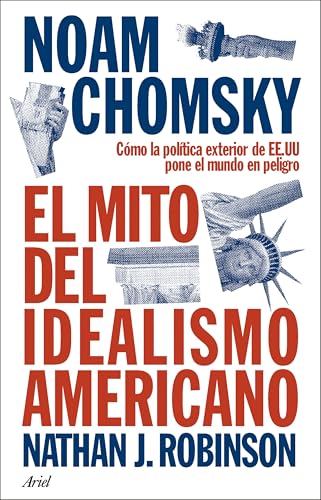 NOAM
CHOMSKY
Cómo la política exterior de EE.UU
pone el mundo en peligro
EL MITO
DEL
IDEALISMO
AMERICANO
NATHAN J. ROBINSON
Ariel